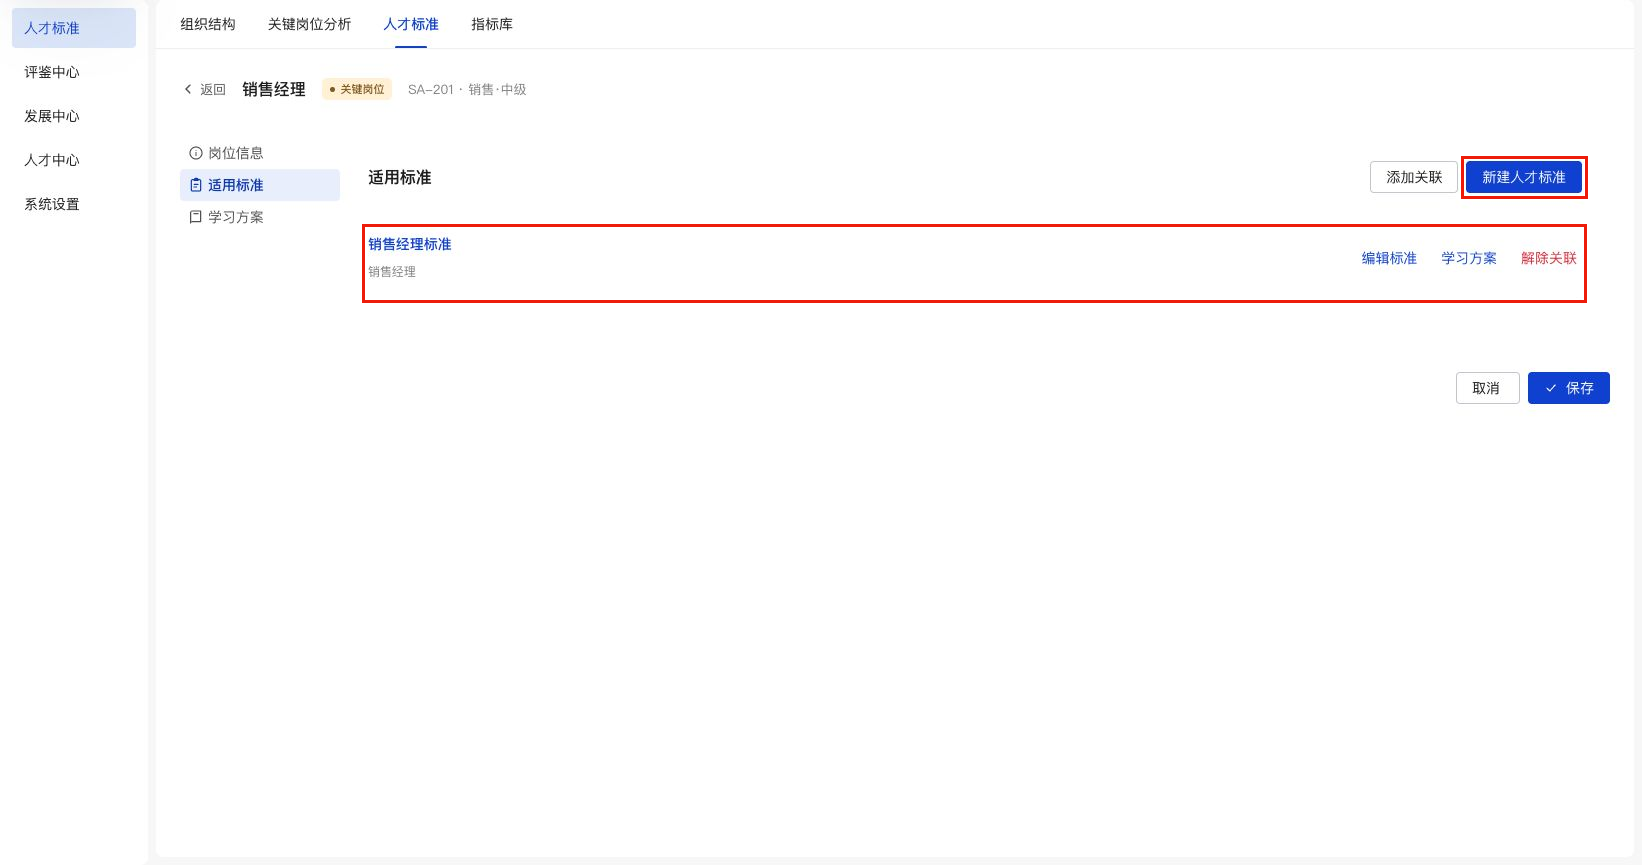 人才标准
评鉴中心
发展中心
人才中心
系统设置
组织结构 关键岗位分析 人才标准 指标库
返回 销售经理 关键岗位 SA-201 · 销售·中级
岗位信息
适用标准
学习方案
适用标准 添加关联 新建人才标准
销售经理标准
销售经理
编辑标准 学习方案 解除关联
取消 保存